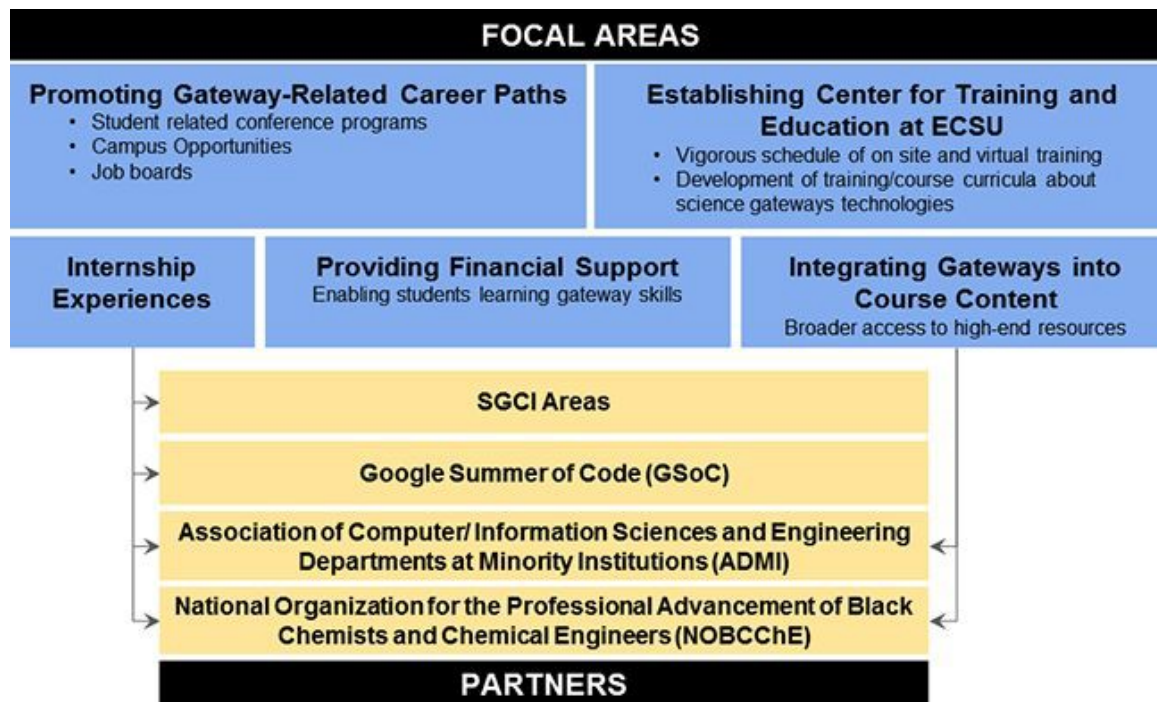 FOCAL AREAS
Promoting Gateway-Related Career Paths
• Student related conference programs
• Campus Opportunities
• Job boards
Establishing Center for Training and
Education at ECSU
• Vigorous schedule of on site and virtual training
• Development of training/course curricula about
science gateways technologies
Internship
Experiences
Providing Financial Support
Enabling students learning gateway skills
Integrating Gateways into
Course Content
Broader access to high-end resources
SGCI Areas
Google Summer of Code (GSoC)
Association of Computer/ Information Sciences and Engineering
Departments at Minority Institutions (ADMI)
National Organization for the Professional Advancement of Black
Chemists and Chemical Engineers (NOBCChE)
PARTNERS